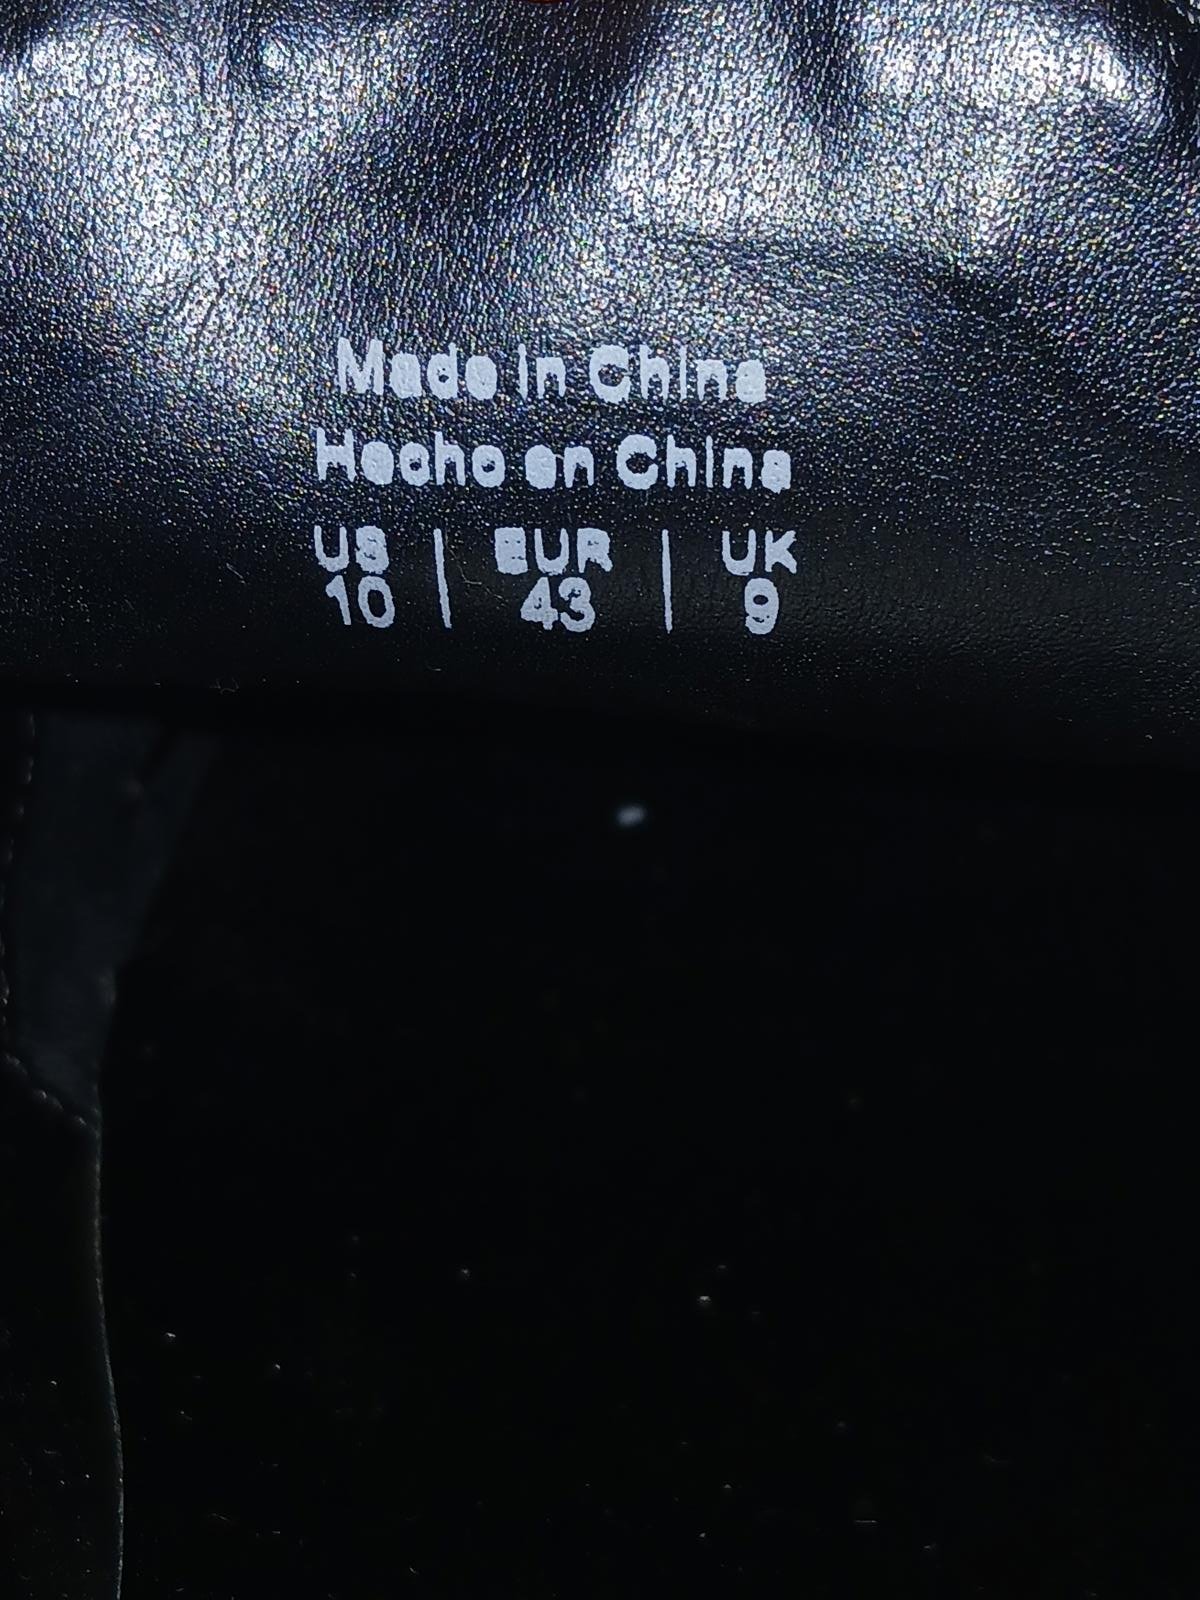 Made in China
Hecho en China
US | EUR | UK
10 | 43 | 9